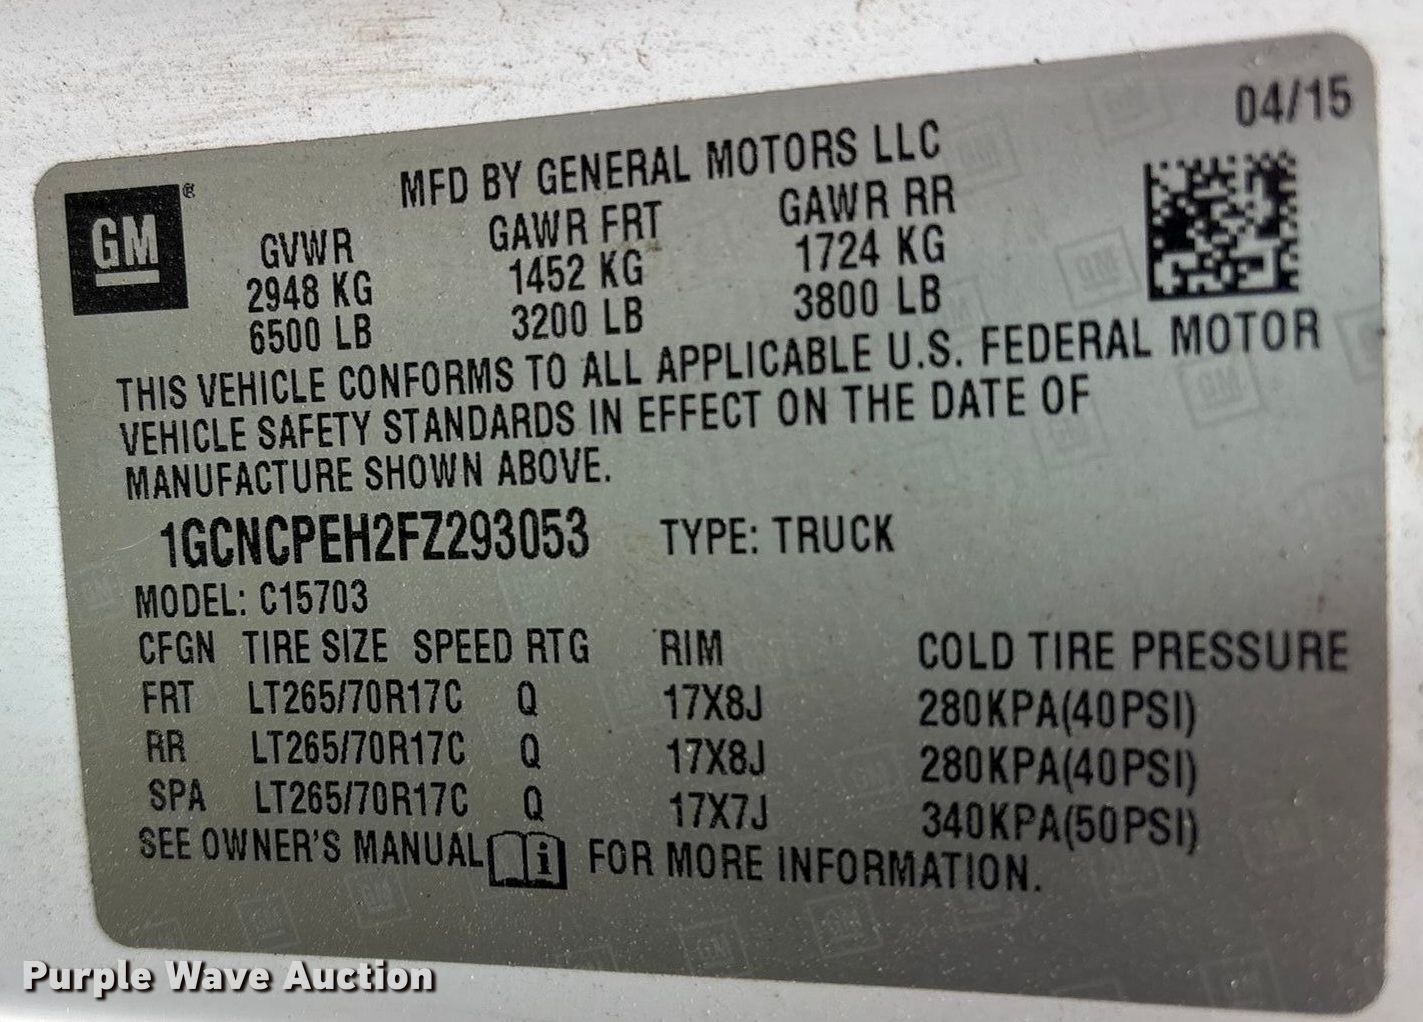 04/15
MFD BY GENERAL MOTORS LLC
GM®
GVWR GAWR FRT GAWR RR
2948 KG 1452 KG 1724 KG
6500 LB 3200 LB 3800 LB
THIS VEHICLE CONFORMS TO ALL APPLICABLE U.S. FEDERAL MOTOR
VEHICLE SAFETY STANDARDS IN EFFECT ON THE DATE OF
MANUFACTURE SHOWN ABOVE.
1GCNCPEH2FZ293053 TYPE: TRUCK
MODEL: C15703
CFGN TIRE SIZE SPEED RTG RIM COLD TIRE PRESSURE
FRT LT265/70R17C Q 17X8J 280KPA(40PSI)
RR LT265/70R17C Q 17X8J 280KPA(40PSI)
SPA LT265/70R17C Q 17X7J 340KPA(50PSI)
SEE OWNER'S MANUAL i FOR MORE INFORMATION.
Purple Wave Auction